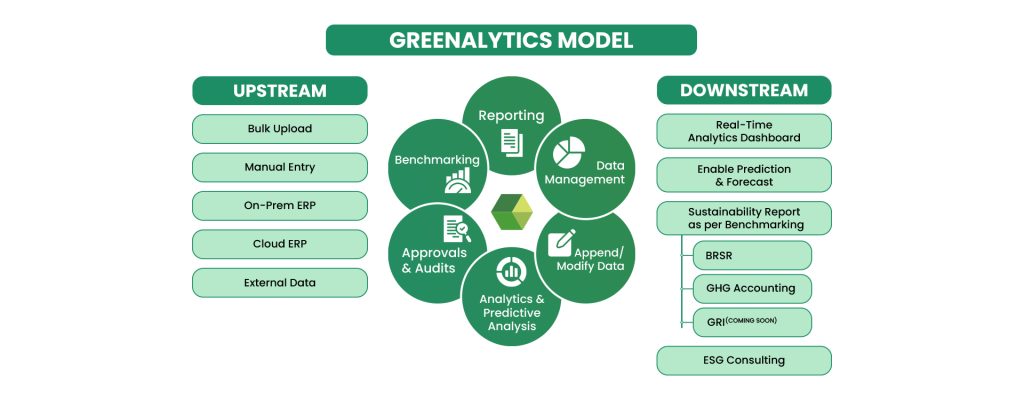 GREENALYTICS MODEL
UPSTREAM
Bulk Upload
Manual Entry
On-Prem ERP
Cloud ERP
External Data
Reporting
Data
Management
Append/
Modify Data
Analytics &
Predictive
Analysis
Approvals
& Audits
Benchmarking
DOWNSTREAM
Real-Time
Analytics Dashboard
Enable Prediction
& Forecast
Sustainability Report
as per Benchmarking
BRSR
GHG Accounting
GRI(COMING SOON)
ESG Consulting